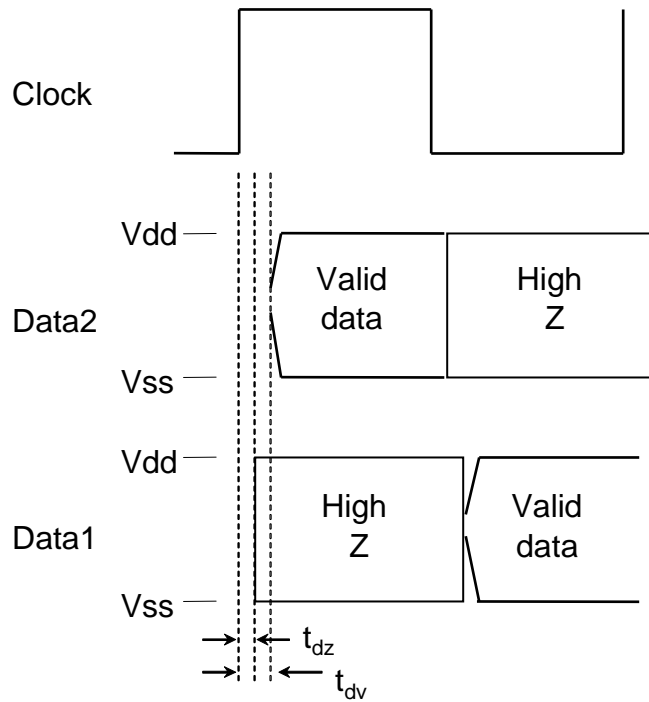 Clock
Vdd
Valid
data
High
Z
Data2
Vss
Vdd
High
Z
Valid
data
Data1
Vss
tdz
tdv